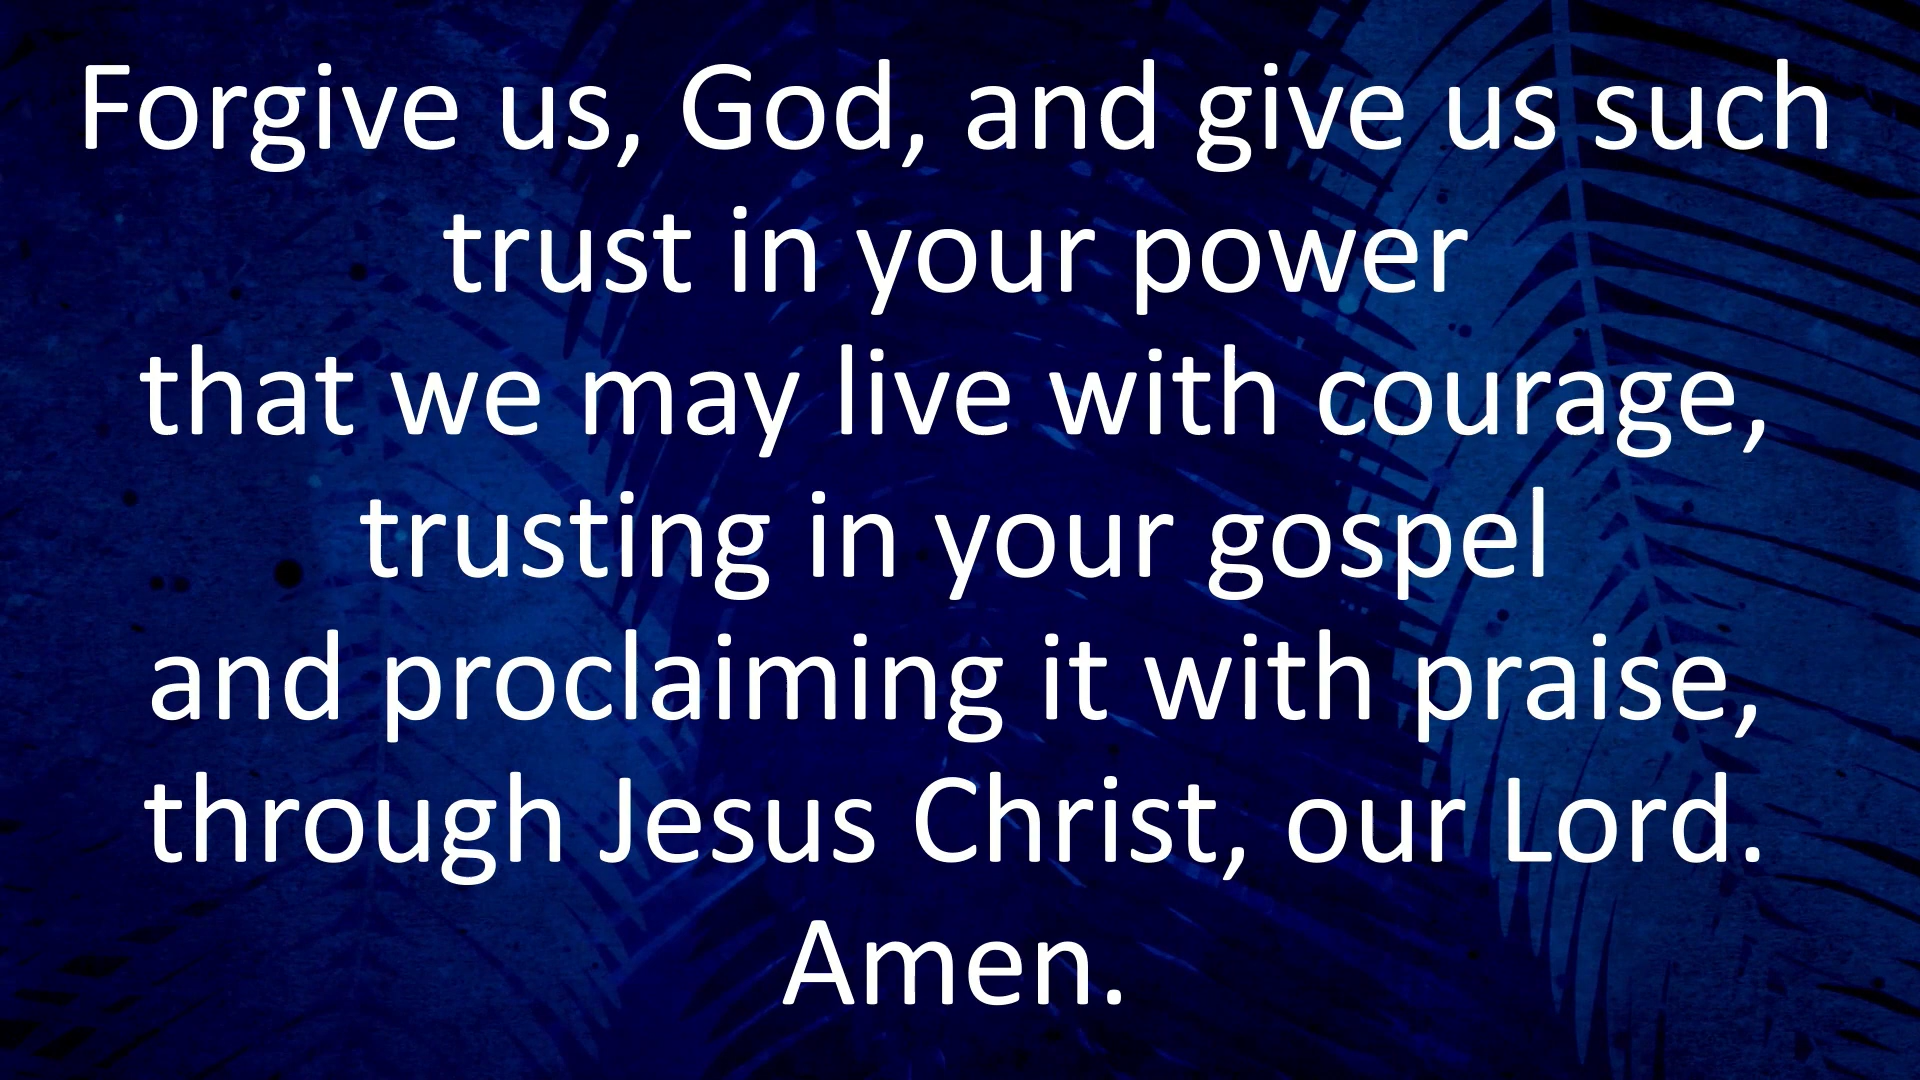 Forgive us, God, and give us such
trust in your power
that we may live with courage,
trusting in your gospel
and proclaiming it with praise,
through Jesus Christ, our Lord.
Amen.